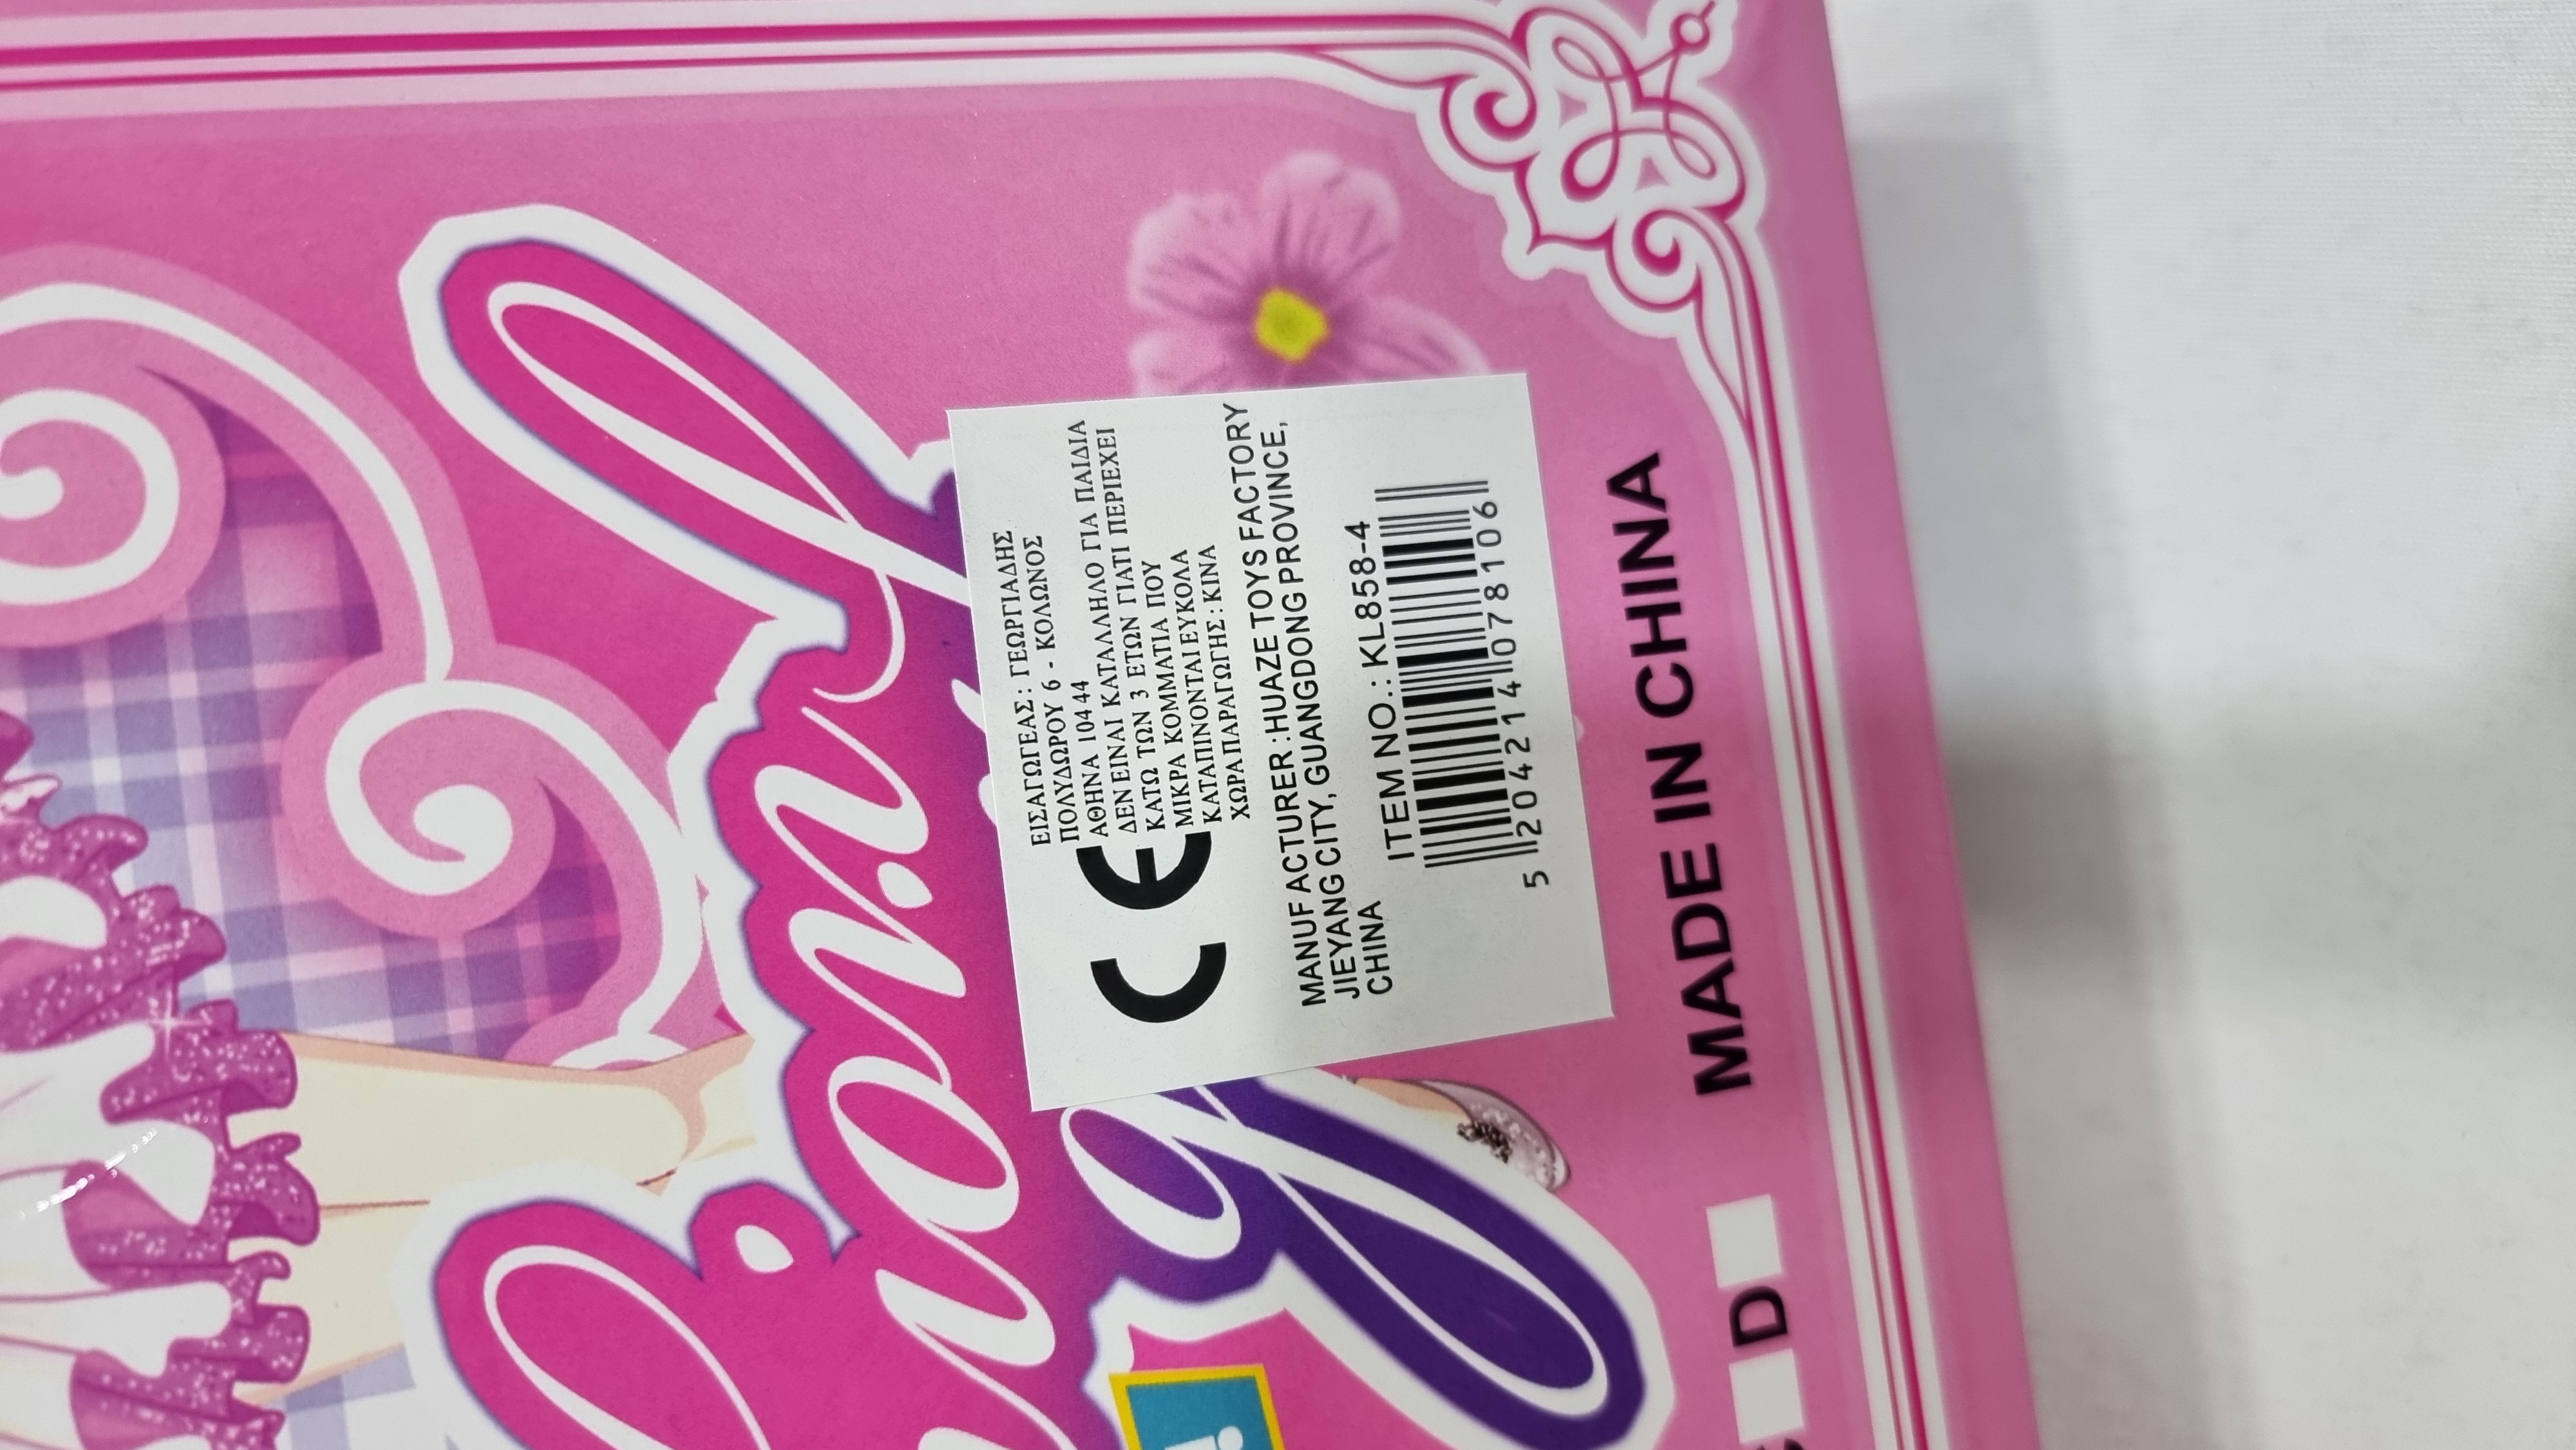 ΕΙΣΑΓΩΓΕΑΣ: ΓΕΩΡΓΙΑΔΗΣ
ΠΟΛΥΔΩΡΟΥ 6 - ΚΟΛΩΝΟΣ
ΑΘΗΝΑ 104 44
ΔΕΝ ΕΙΝΑΙ ΚΑΤΑΛΛΗΛΟ ΓΙΑ ΠΑΙΔΙΑ
ΚΑΤΩ ΤΩΝ 3 ΕΤΩΝ ΓΙΑΤΙ ΠΕΡΙΕΧΕΙ
ΜΙΚΡΑ ΚΟΜΜΑΤΙΑ ΠΟΥ
ΚΑΤΑΠΙΝΟΝΤΑΙ ΕΥΚΟΛΑ
ΧΩΡΑ ΠΑΡΑΓΩΓΗΣ: ΚΙΝΑ
CE
MANUFACTURER:HUAZE TOYS FACTORY
JIEYANG CITY, GUANGDONG PROVINCE,
CHINA
ITEM NO.: KL858-4
5 204214 078106
D
MADE IN CHINA